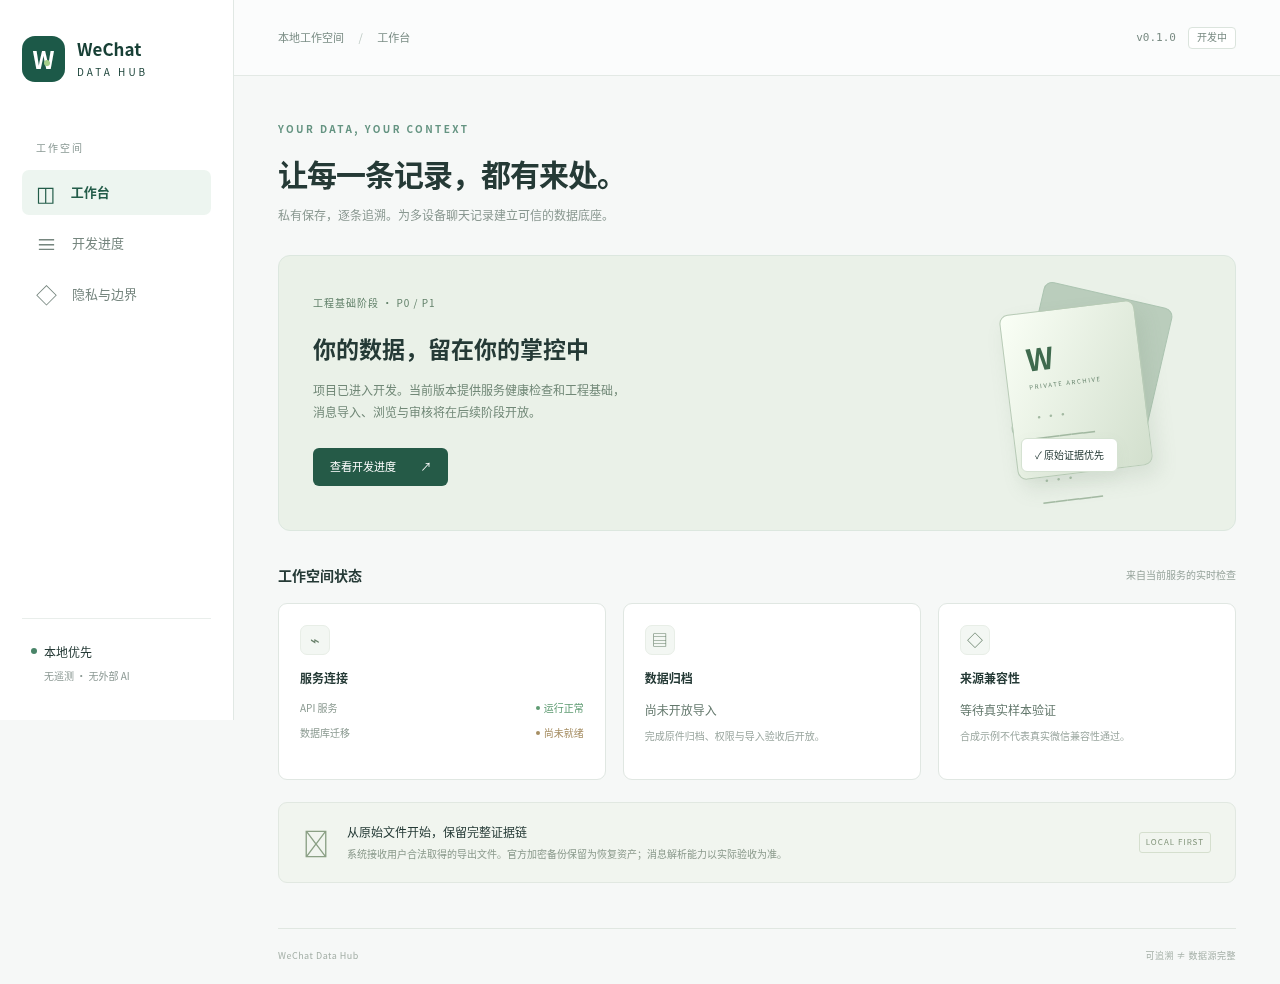 W
WeChat
DATA HUB
工作空间
工作台
开发进度
隐私与边界
本地优先
无遥测 · 无外部 AI
本地工作空间 / 工作台
v0.1.0 开发中
YOUR DATA, YOUR CONTEXT
让每一条记录，都有来处。
私有保存，逐条追溯。为多设备聊天记录建立可信的数据底座。
工程基础阶段 · P0 / P1
你的数据，留在你的掌控中
项目已进入开发。当前版本提供服务健康检查和工程基础，
消息导入、浏览与审核将在后续阶段开放。
查看开发进度 ↗
W
PRIVATE ARCHIVE
✓ 原始证据优先
工作空间状态
来自当前服务的实时检查
服务连接
API 服务 运行正常
数据库迁移 尚未就绪
数据归档
尚未开放导入
完成原件归档、权限与导入验收后开放。
来源兼容性
等待真实样本验证
合成示例不代表真实微信兼容性通过。
从原始文件开始，保留完整证据链
系统接收用户合法取得的导出文件。官方加密备份保留为恢复资产；消息解析能力以实际验收为准。
LOCAL FIRST
WeChat Data Hub
可追溯 ≠ 数据源完整